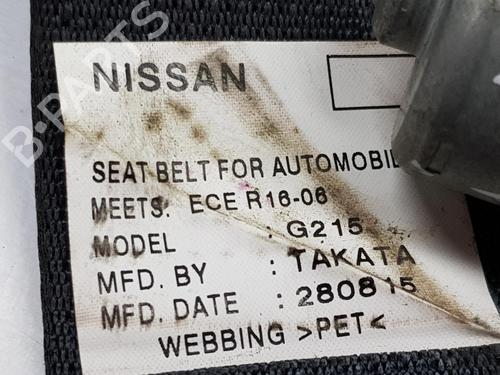 NISSAN
SEAT BELT FOR AUTOMOBIL
MEETS: ECE R16-06
MODEL : G215
MFD. BY : TAKATA
MFD. DATE : 280815
WEBBING >PET<
B-PARTS